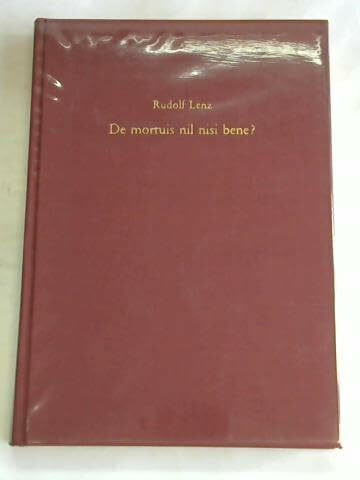 Rudolf Lenz
De mortuis nil nisi bene?